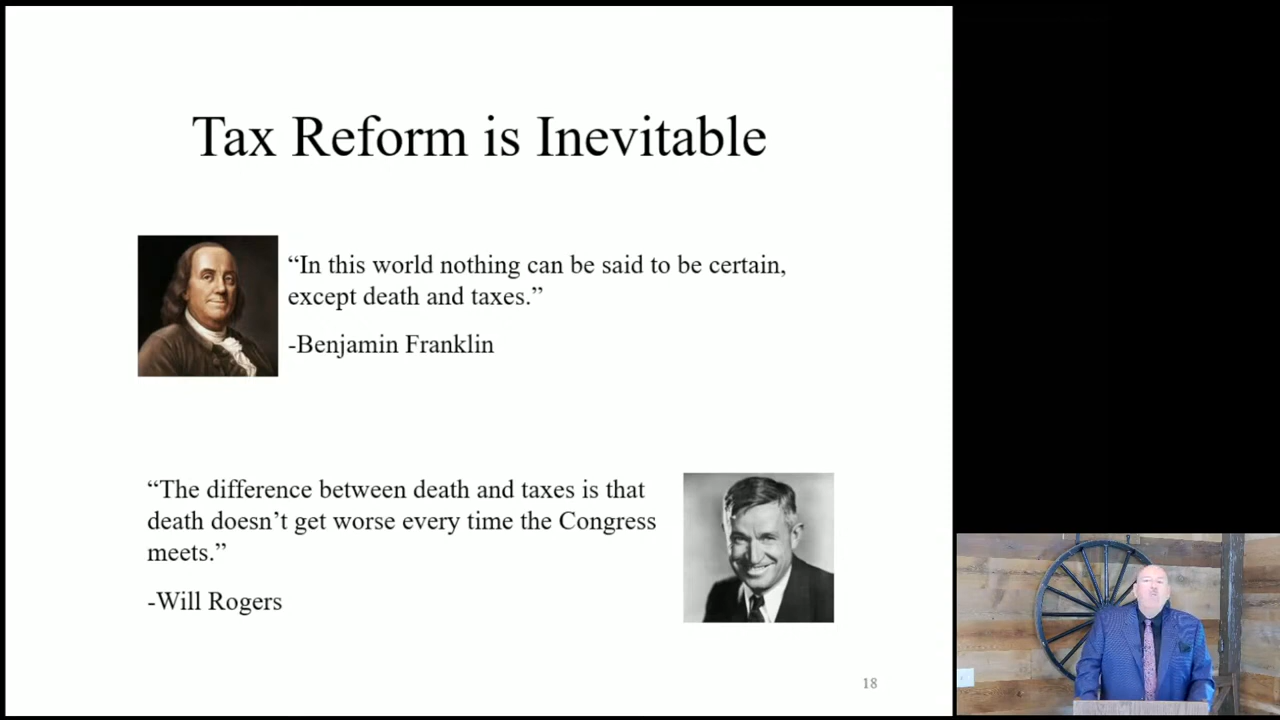 Tax Reform is Inevitable
“In this world nothing can be said to be certain,
except death and taxes.”
-Benjamin Franklin
“The difference between death and taxes is that
death doesn’t get worse every time the Congress
meets.”
-Will Rogers
18